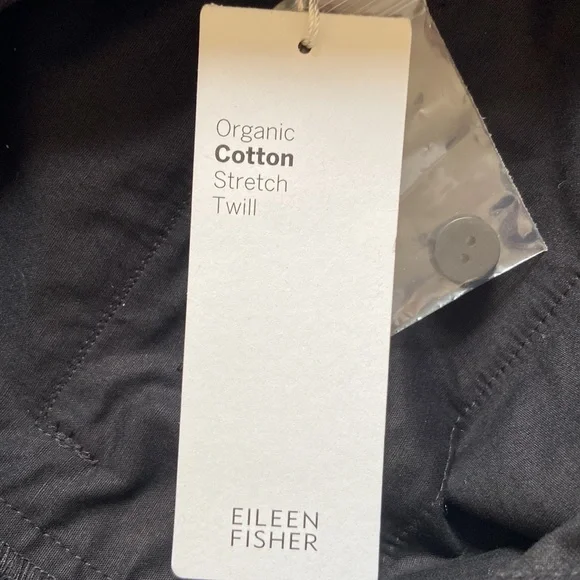 Organic
Cotton
Stretch
Twill
EILEEN
FISHER